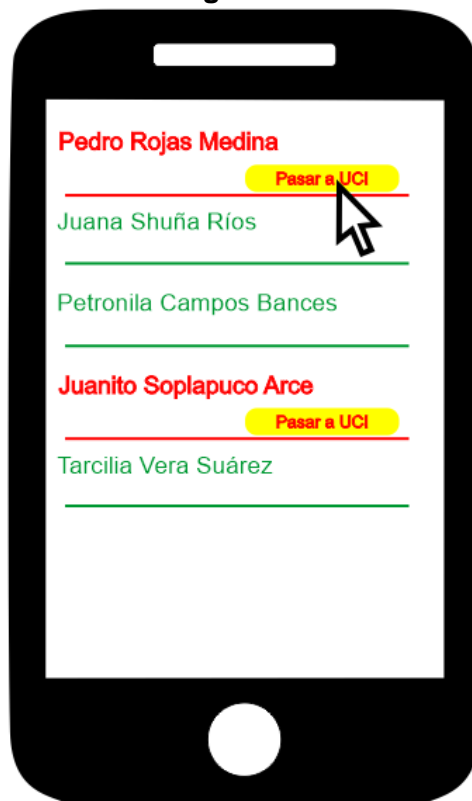 Pedro Rojas Medina
Pasar a UCI
Juana Shuña Ríos
Petronila Campos Bances
Juanito Soplapuco Arce
Pasar a UCI
Tarcilia Vera Suárez